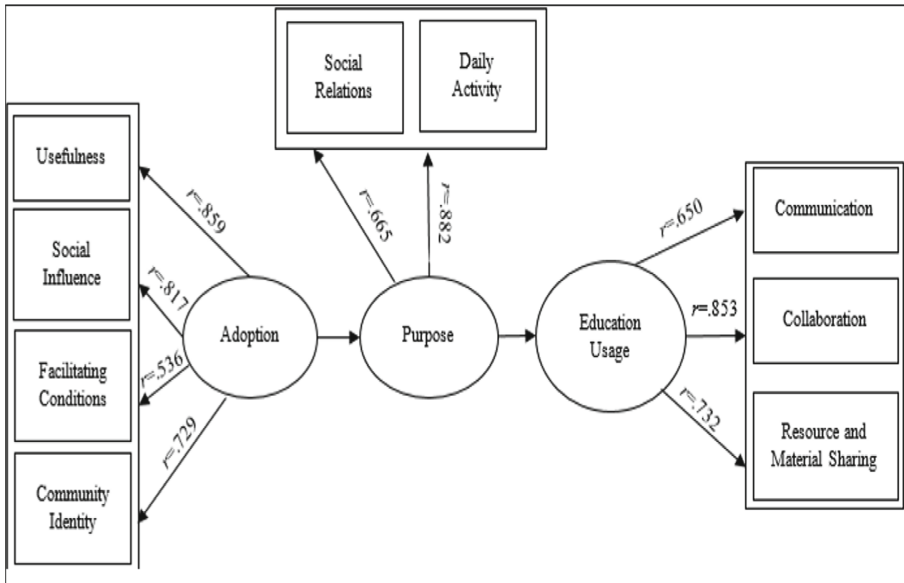 Social
Relations
Daily
Activity
Usefulness
Social
Influence
Facilitating
Conditions
Community
Identity
r=.859
r=.817
r=.536
r=.729
Adoption
r=.665
r=.882
Purpose
Education
Usage
r=.650
r=.853
r=.732
Communication
Collaboration
Resource and
Material Sharing